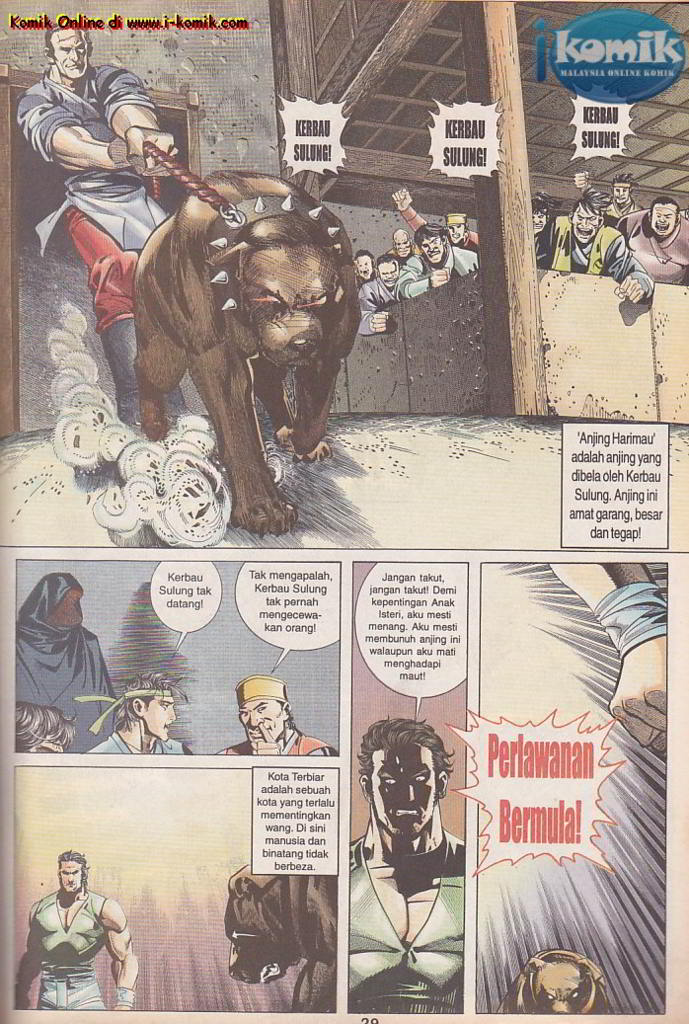 Komik Online di www.i-komik.com
ikomik
MALAYSIA ONLINE KOMIK
KERBAU
SULUNG!
KERBAU
SULUNG!
KERBAU
SULUNG!
'Anjing Harimau'
adalah anjing yang
dibela oleh Kerbau
Sulung. Anjing ini
amat garang, besar
dan tegap!
Kerbau
Sulung tak
datang!
Tak mengapalah,
Kerbau Sulung
tak pernah
mengecewa-
kan orang!
Kota Terbiar
adalah sebuah
kota yang terlalu
mementingkan
wang. Di sini
manusia dan
binatang tidak
berbeza.
Jangan takut,
jangan takut! Demi
kepentingan Anak
Isteri, aku mesti
menang. Aku mesti
membunuh anjing ini
walaupun aku mati
menghadapi
maut!
Perlawanan
Bermula!
29